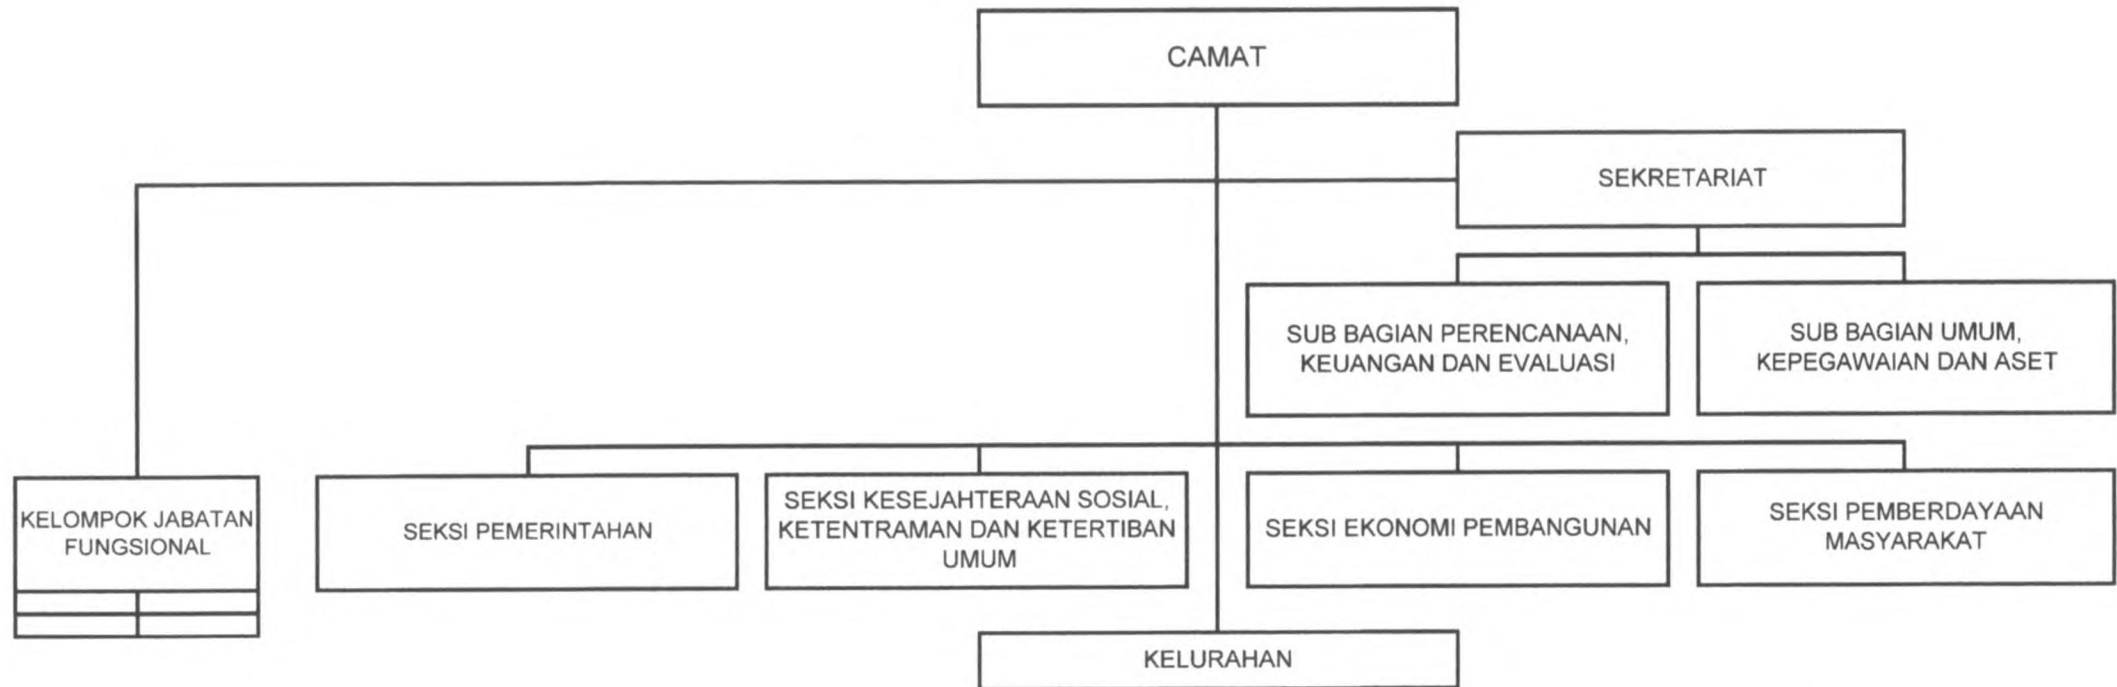 CAMAT
SEKRETARIAT
SUB BAGIAN PERENCANAAN,
KEUANGAN DAN EVALUASI
SUB BAGIAN UMUM,
KEPEGAWAIAN DAN ASET
KELOMPOK JABATAN
FUNGSIONAL
SEKSI PEMERINTAHAN
SEKSI KESEJAHTERAAN SOSIAL,
KETENTRAMAN DAN KETERTIBAN
UMUM
SEKSI EKONOMI PEMBANGUNAN
SEKSI PEMBERDAYAAN
MASYARAKAT
KELURAHAN